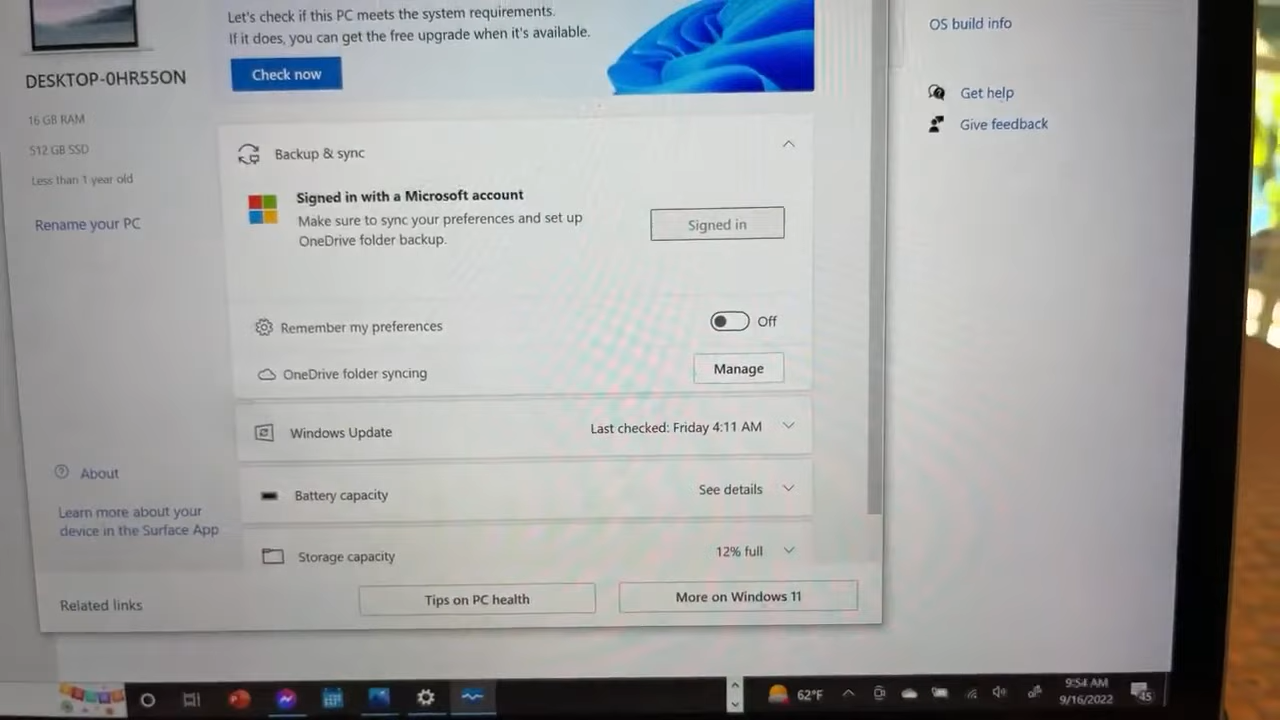 Let's check if this PC meets the system requirements.
If it does, you can get the free upgrade when it's available.
Check now
DESKTOP-0HR55ON
16 GB RAM
512 GB SSD
Less than 1 year old
Rename your PC
Backup & sync
Signed in with a Microsoft account
Make sure to sync your preferences and set up
OneDrive folder backup.
Signed in
Remember my preferences
Off
OneDrive folder syncing
Manage
Windows Update
Last checked: Friday 4:11 AM
Battery capacity
See details
Storage capacity
12% full
About
Learn more about your
device in the Surface App
Related links
Tips on PC health
More on Windows 11
OS build info
Get help
Give feedback
62°F
9:54 AM
9/16/2022
45